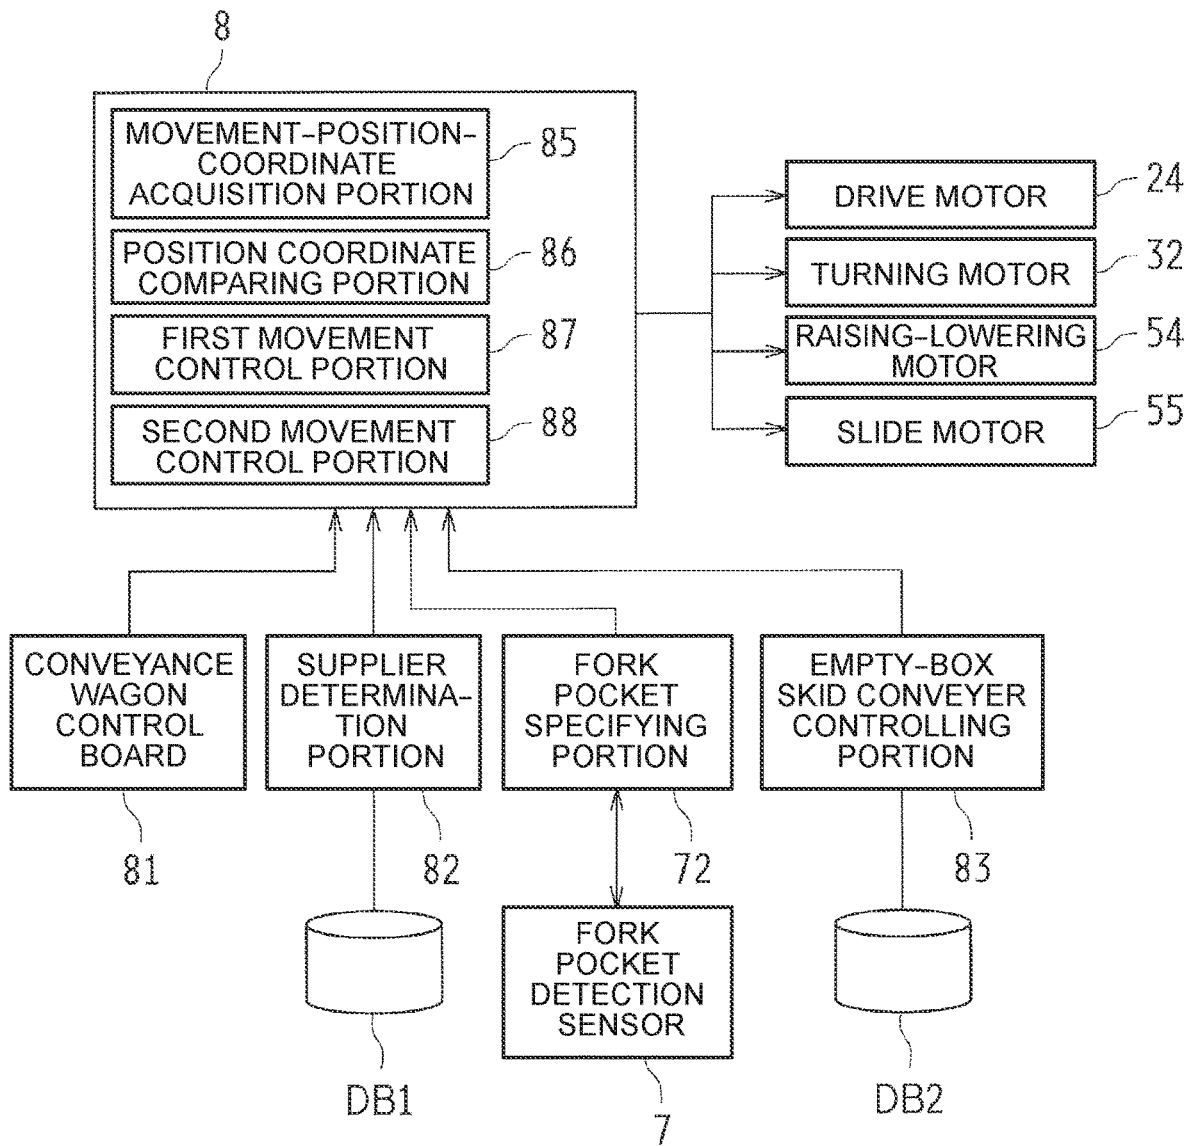 8
MOVEMENT-POSITION-
COORDINATE
ACQUISITION PORTION
85
POSITION COORDINATE
COMPARING PORTION
86
FIRST MOVEMENT
CONTROL PORTION
87
SECOND MOVEMENT
CONTROL PORTION
88
DRIVE MOTOR
24
TURNING MOTOR
32
RAISING-LOWERING
MOTOR
54
SLIDE MOTOR
55
CONVEYANCE
WAGON
CONTROL
BOARD
81
SUPPLIER
DETERMINA-
TION
PORTION
82
FORK
POCKET
SPECIFYING
PORTION
72
EMPTY-BOX
SKID CONVEYER
CONTROLLING
PORTION
83
DB1
FORK
POCKET
DETECTION
SENSOR
7
DB2